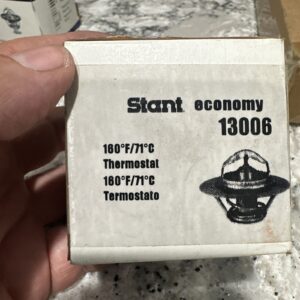 Stant economy
13006
160°F/71°C
Thermostat
160°F/71°C
Termostato